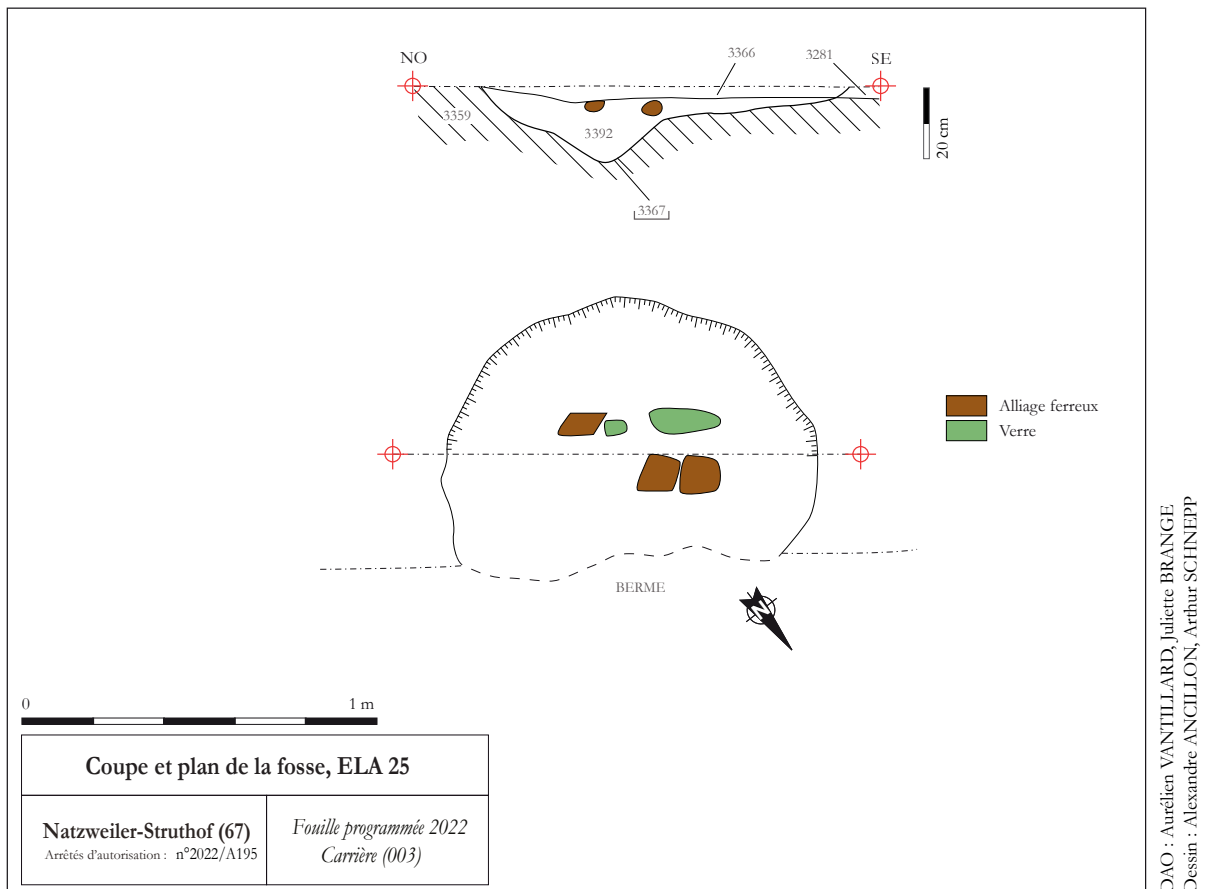 NO
3366
3281
SE
3359
3392
20 cm
3367
Alliage ferreux
Verre
BERME
N
0
1 m
Coupe et plan de la fosse, ELA 25
Natzweiler-Struthof (67)
Arrêtés d'autorisation : n°2022/A195
Fouille programmée 2022
Carrière (003)
DAO : Aurélien VANTILLARD, Juliette BRANGE
Dessin : Alexandre ANCILLON, Arthur SCHNEPP